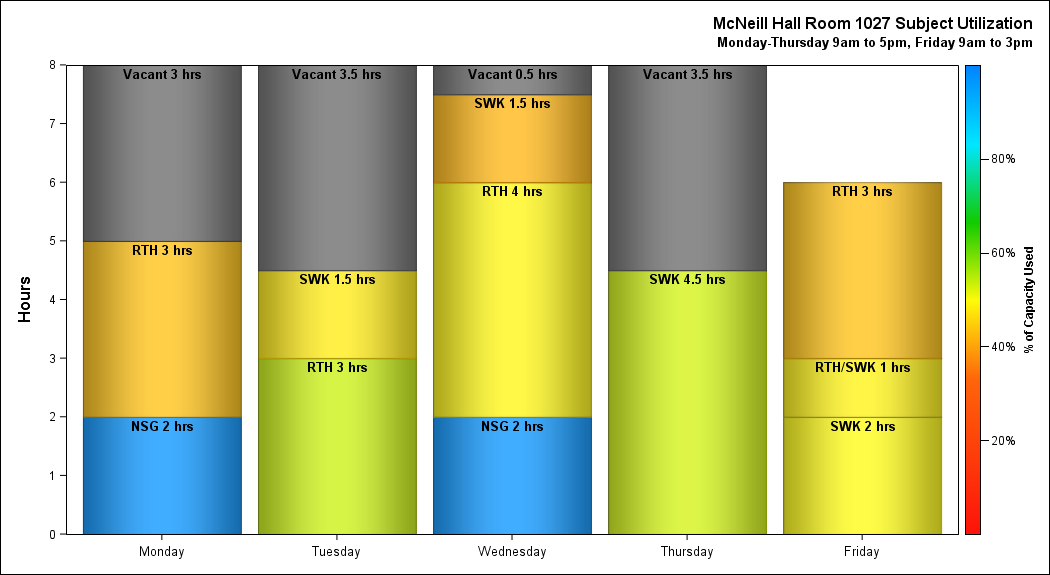 McNeill Hall Room 1027 Subject Utilization
Monday-Thursday 9am to 5pm, Friday 9am to 3pm
Hours
8
7
6
5
4
3
2
1
0
Vacant 3 hrs
RTH 3 hrs
NSG 2 hrs
Vacant 3.5 hrs
SWK 1.5 hrs
RTH 3 hrs
Vacant 0.5 hrs
SWK 1.5 hrs
RTH 4 hrs
NSG 2 hrs
Vacant 3.5 hrs
SWK 4.5 hrs
RTH 3 hrs
RTH/SWK 1 hrs
SWK 2 hrs
Monday Tuesday Wednesday Thursday Friday
80%
60%
40%
20%
% of Capacity Used